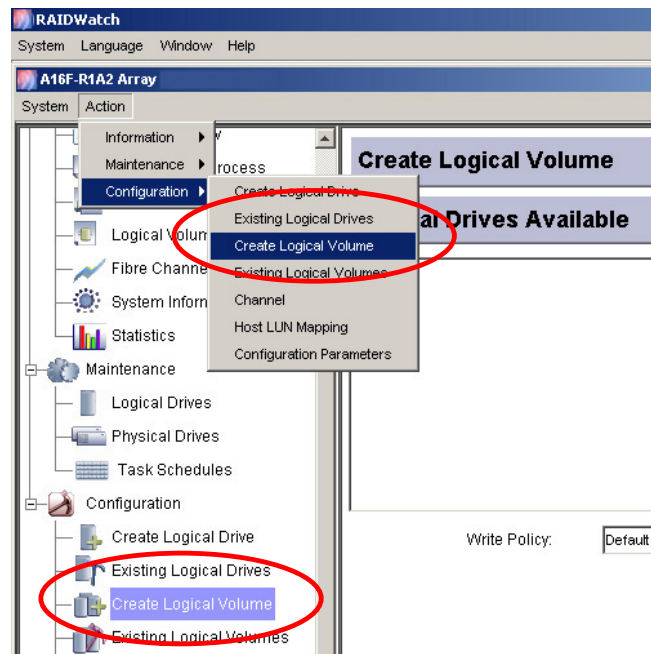 RAIDWatch
System Language Window Help
A16F-R1A2 Array
System Action
Information
Maintenance
Configuration
Create Logical Drive
Existing Logical Drives
Create Logical Volume
Existing Logical Volumes
Channel
Host LUN Mapping
Configuration Parameters
Create Logical Volume
Drives Available
Write Policy: Default
Logical Volum
Fibre Channe
System Inform
Statistics
Maintenance
Logical Drives
Physical Drives
Task Schedules
Configuration
Create Logical Drive
Existing Logical Drives
Create Logical Volume
Existing Logical Volumes